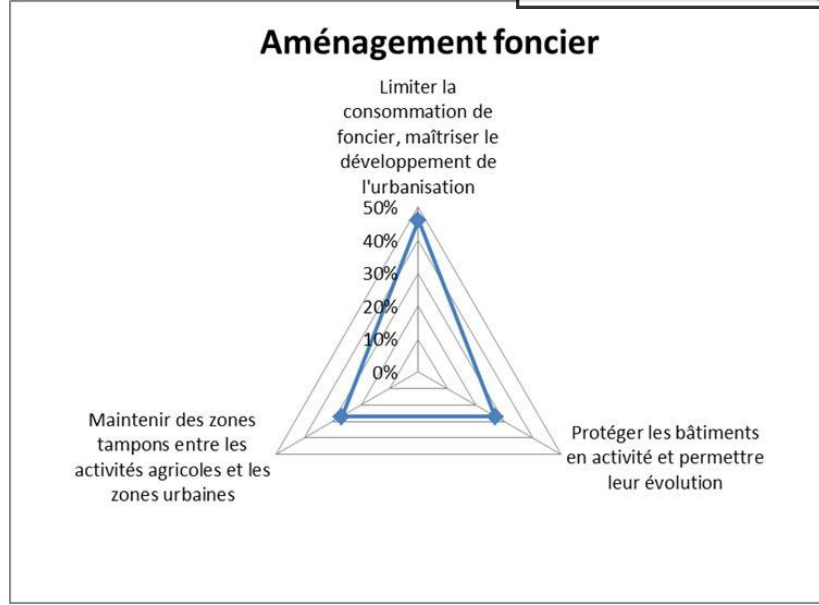 Aménagement foncier
Limiter la
consommation de
foncier, maîtriser le
développement de
l'urbanisation
50%
40%
30%
20%
10%
0%
Maintenir des zones
tampons entre les
activités agricoles et les
zones urbaines
Protéger les bâtiments
en activité et permettre
leur évolution